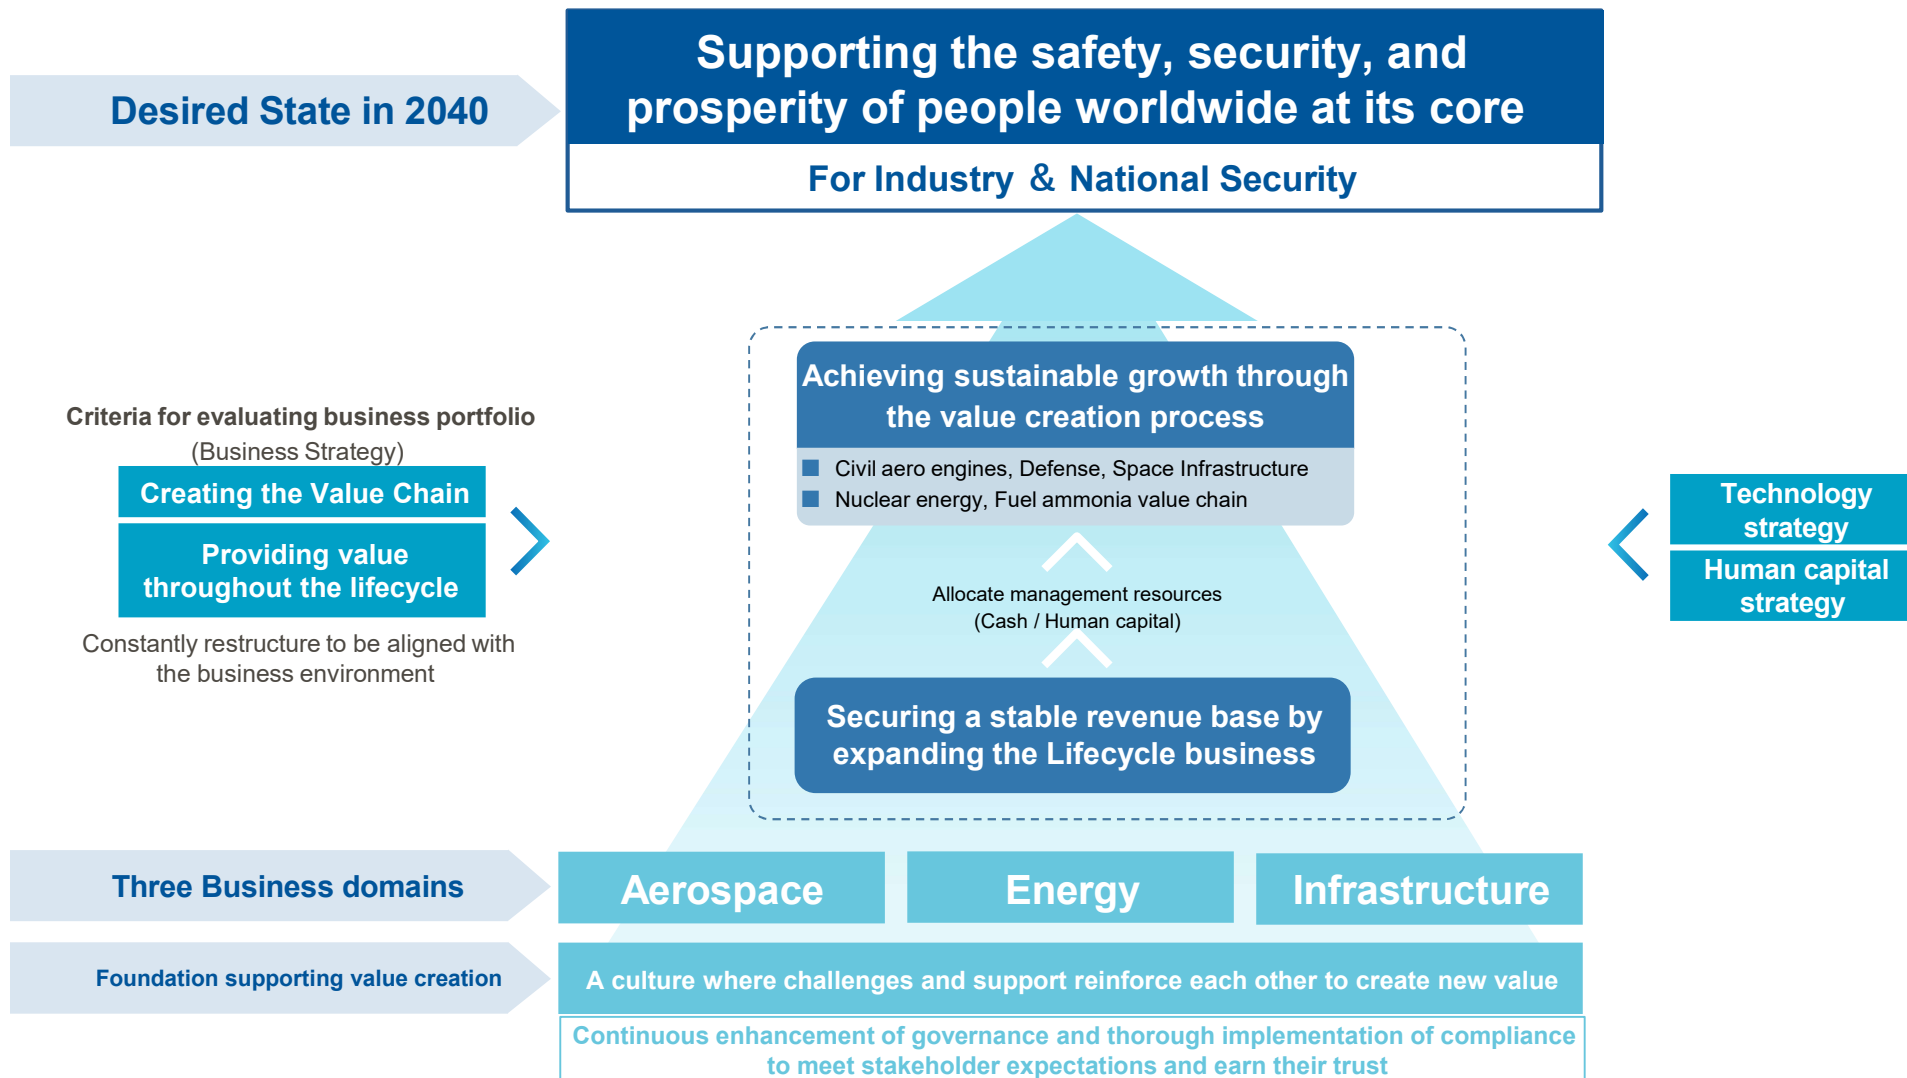 Desired State in 2040
Supporting the safety, security, and
prosperity of people worldwide at its core
For Industry & National Security
Criteria for evaluating business portfolio
(Business Strategy)
Creating the Value Chain
Providing value
throughout the lifecycle
Constantly restructure to be aligned with
the business environment
Achieving sustainable growth through
the value creation process
■ Civil aero engines, Defense, Space Infrastructure
■ Nuclear energy, Fuel ammonia value chain
Allocate management resources
(Cash / Human capital)
Securing a stable revenue base by
expanding the Lifecycle business
Technology
strategy
Human capital
strategy
Three Business domains
Aerospace
Energy
Infrastructure
Foundation supporting value creation
A culture where challenges and support reinforce each other to create new value
Continuous enhancement of governance and thorough implementation of compliance
to meet stakeholder expectations and earn their trust